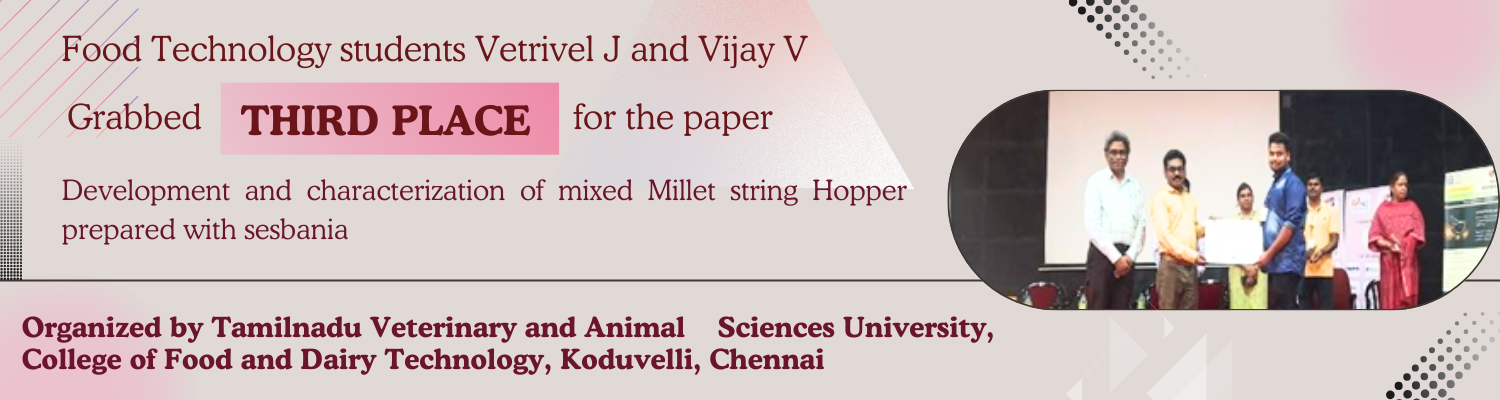 Food Technology students Vetrivel J and Vijay V
Grabbed THIRD PLACE for the paper
Development and characterization of mixed Millet string Hopper
prepared with sesbania
Organized by Tamilnadu Veterinary and Animal Sciences University,
College of Food and Dairy Technology, Koduvelli, Chennai